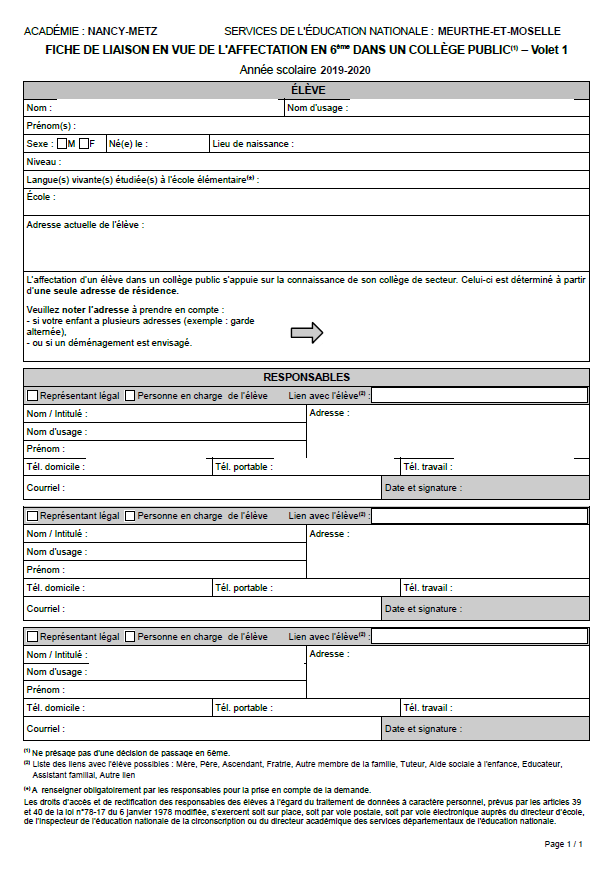 ACADÉMIE : NANCY-METZ SERVICES DE L'ÉDUCATION NATIONALE : MEURTHE-ET-MOSELLE
FICHE DE LIAISON EN VUE DE L'AFFECTATION EN 6ème DANS UN COLLÈGE PUBLIC(1) – Volet 1
Année scolaire 2019-2020
ÉLÈVE
Nom : Nom d'usage :
Prénom(s) :
Sexe : M F Né(e) le : Lieu de naissance :
Niveau :
Langue(s) vivante(s) étudiée(s) à l'école élémentaire(*) :
École :
Adresse actuelle de l'élève :
L'affectation d'un élève dans un collège public s'appuie sur la connaissance de son collège de secteur. Celui-ci est déterminé à partir
d'une seule adresse de résidence.
Veuillez noter l'adresse à prendre en compte :
- si votre enfant a plusieurs adresses (exemple : garde
alternée),
- ou si un déménagement est envisagé.
RESPONSABLES
Représentant légal Personne en charge de l'élève Lien avec l'élève(2) :
Nom / Intitulé : Adresse :
Nom d'usage :
Prénom :
Tél. domicile : Tél. portable : Tél. travail :
Courriel : Date et signature :
Représentant légal Personne en charge de l'élève Lien avec l'élève(2) :
Nom / Intitulé : Adresse :
Nom d'usage :
Prénom :
Tél. domicile : Tél. portable : Tél. travail :
Courriel : Date et signature :
Représentant légal Personne en charge de l'élève Lien avec l'élève(2) :
Nom / Intitulé : Adresse :
Nom d'usage :
Prénom :
Tél. domicile : Tél. portable : Tél. travail :
Courriel : Date et signature :
(1) Ne présage pas d'une décision de passage en 6ème.
(2) Liste des liens avec l'élève possibles : Mère, Père, Ascendant, Fratrie, Autre membre de la famille, Tuteur, Aide sociale à l'enfance, Educateur,
Assistant familial, Autre lien
(*) A renseigner obligatoirement par les responsables pour la prise en compte de la demande.
Les droits d'accès et de rectification des responsables des élèves à l'égard du traitement de données à caractère personnel, prévus par les articles 39
et 40 de la loi n°78-17 du 6 janvier 1978 modifiée, s'exercent soit sur place, soit par voie postale, soit par voie électronique auprès du directeur d'école,
de l'inspecteur de l'éducation nationale de la circonscription ou du directeur académique des services départementaux de l'éducation nationale.
Page 1 / 1